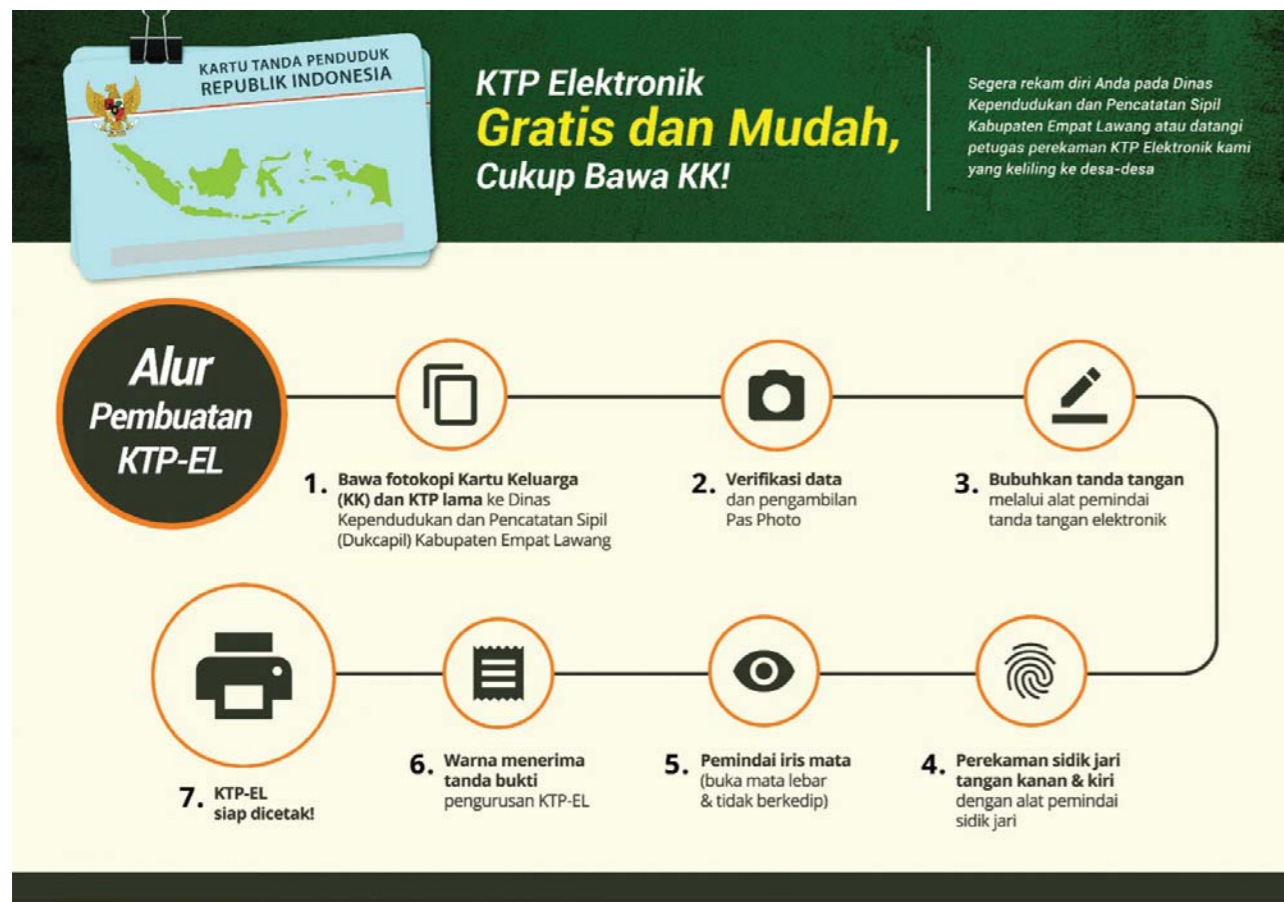 KARTU TANDA PENDUDUK
REPUBLIK INDONESIA
KTP Elektronik
Gratis dan Mudah,
Cukup Bawa KK!
Segera rekam diri Anda pada Dinas
Kependudukan dan Pencatatan Sipil
Kabupaten Empat Lawang atau datangi
petugas perekaman KTP Elektronik kami
yang keliling ke desa-desa
Alur
Pembuatan
KTP-EL
1. Bawa fotokopi Kartu Keluarga
(KK) dan KTP lama ke Dinas
Kependudukan dan Pencatatan Sipil
(Dukcapil) Kabupaten Empat Lawang
2. Verifikasi data
dan pengambilan
Pas Photo
3. Bubuhkan tanda tangan
melalui alat pemindai
tanda tangan elektronik
4. Perekaman sidik jari
tangan kanan & kiri
dengan alat pemindai
sidik jari
5. Pemindai iris mata
(buka mata lebar
& tidak berkedip)
6. Warna menerima
tanda bukti
pengurusan KTP-EL
7. KTP-EL
siap dicetak!